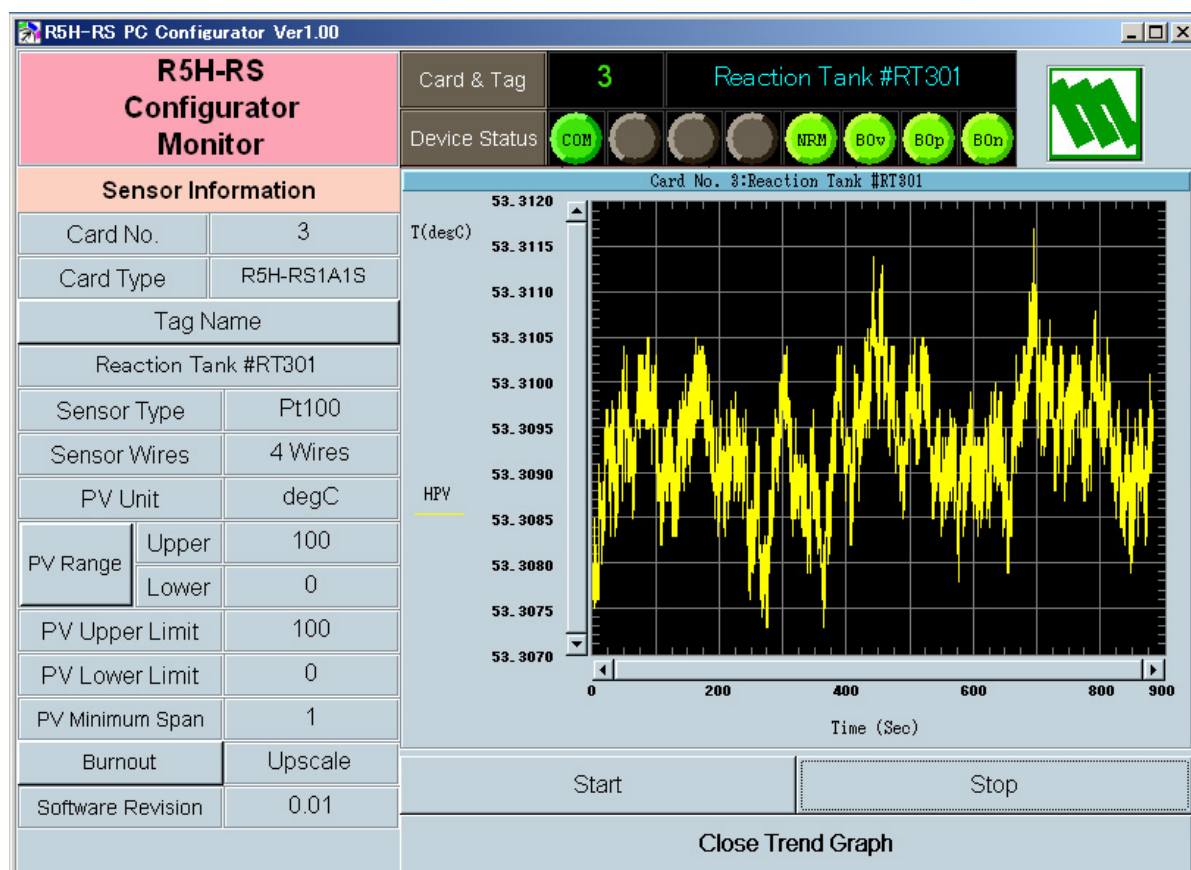 R5H-RS PC Configurator Ver1.00
R5H-RS
Configurator
Monitor
Card & Tag
3
Reaction Tank #RT301
Device Status
COM
NRM
BOv
BOp
BOn
Sensor Information
Card No.
3
Card Type
R5H-RS1A1S
Tag Name
Reaction Tank #RT301
Sensor Type
Pt100
Sensor Wires
4 Wires
PV Unit
degC
PV Range
Upper
100
Lower
0
PV Upper Limit
100
PV Lower Limit
0
PV Minimum Span
1
Burnout
Upscale
Software Revision
0.01
Card No. 3:Reaction Tank #RT301
T(degC)
HPV
53.3120
53.3115
53.3110
53.3105
53.3100
53.3095
53.3090
53.3085
53.3080
53.3075
53.3070
0
200
400
600
800
900
Time (Sec)
Start
Stop
Close Trend Graph